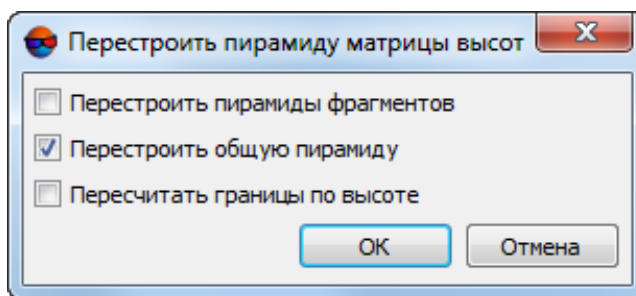 Перестроить пирамиду матрицы высот
Перестроить пирамиды фрагментов
Перестроить общую пирамиду
Пересчитать границы по высоте
ОК
Отмена